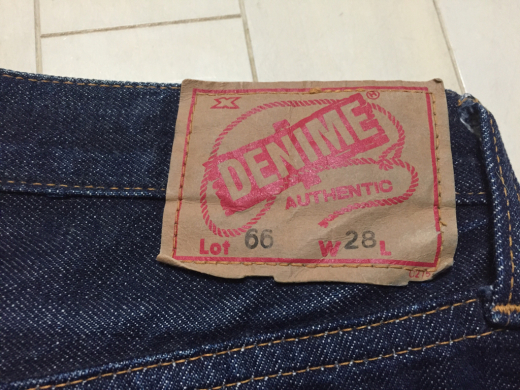 X
DENIME®
AUTHENTIC
Lot 66 W 28 L